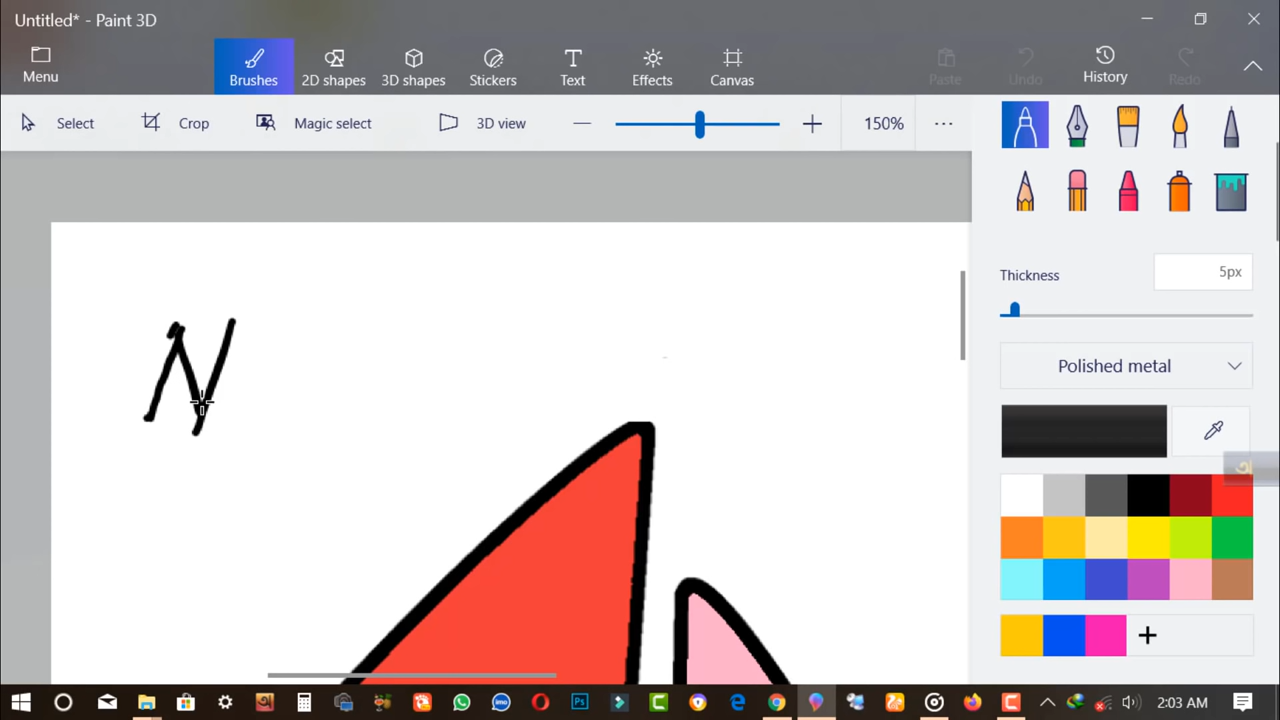 Untitled* - Paint 3D
Menu
Brushes
2D shapes
3D shapes
Stickers
Text
Effects
Canvas
Paste
Undo
History
Redo
Select
Crop
Magic select
3D view
150%
Thickness
5px
Polished metal
N
Ps
2:03 AM